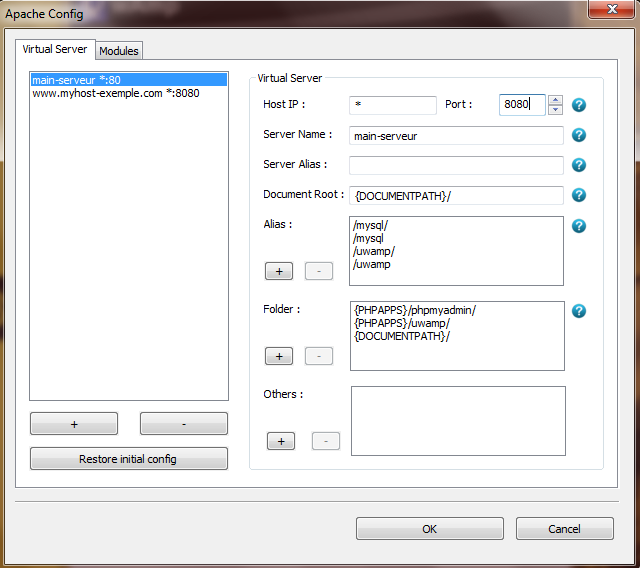 Apache Config
Virtual Server
Modules
main-serveur *:80
www.myhost-exemple.com *:8080
+
-
Restore initial config
Virtual Server
Host IP :
*
Port :
8080
?
Server Name :
main-serveur
?
Server Alias :
?
Document Root :
{DOCUMENTPATH}/
?
Alias :
/mysql/
/mysql
/uwamp/
/uwamp
?
+
-
Folder :
{PHPAPPS}/phpmyadmin/
{PHPAPPS}/uwamp/
{DOCUMENTPATH}/
?
+
-
Others :
+
-
OK
Cancel